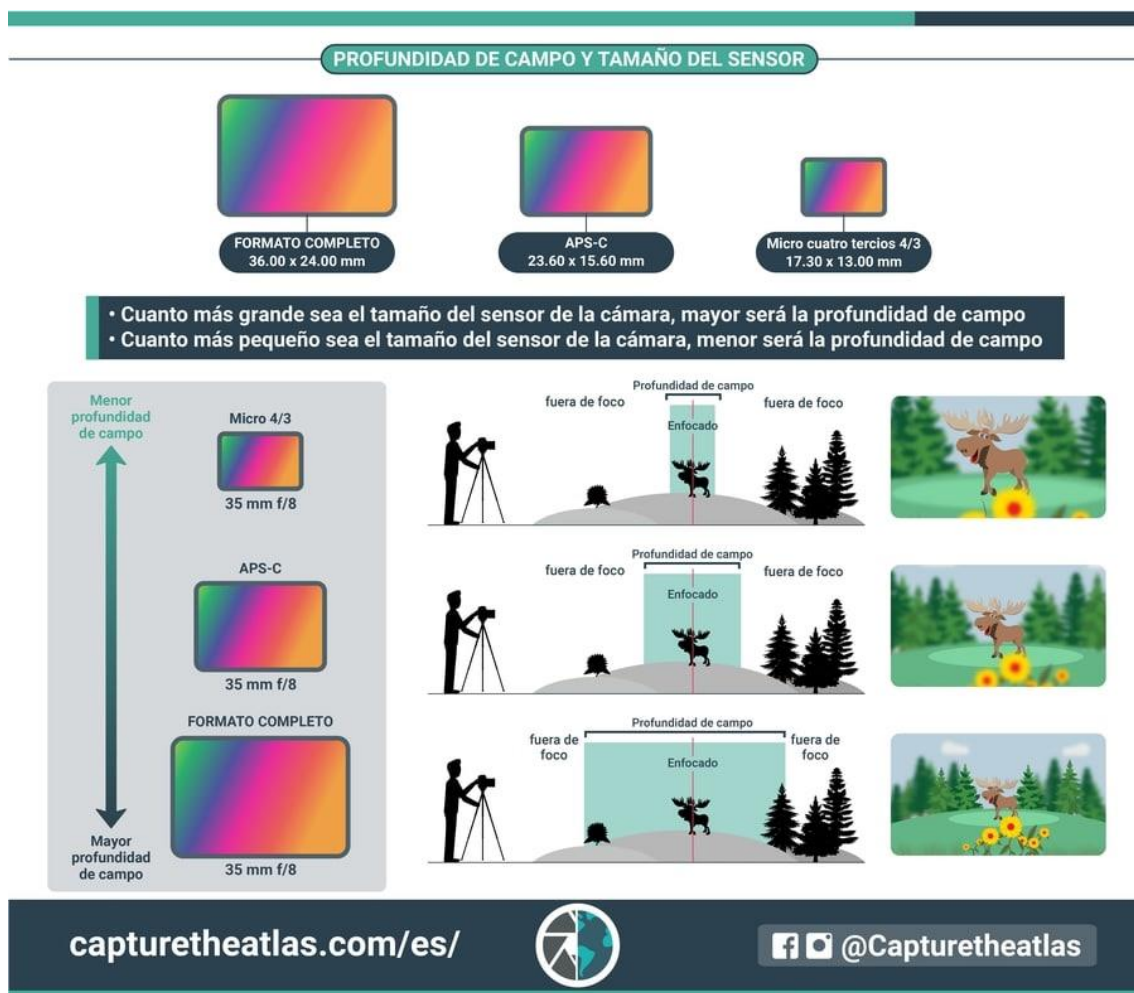 PROFUNDIDAD DE CAMPO Y TAMAÑO DEL SENSOR
FORMATO COMPLETO
36.00 x 24.00 mm
APS-C
23.60 x 15.60 mm
Micro cuatro tercios 4/3
17.30 x 13.00 mm
• Cuanto más grande sea el tamaño del sensor de la cámara, mayor será la profundidad de campo
• Cuanto más pequeño sea el tamaño del sensor de la cámara, menor será la profundidad de campo
Menor
profundidad
de campo
Micro 4/3
35 mm f/8
APS-C
35 mm f/8
FORMATO COMPLETO
35 mm f/8
Mayor
profundidad
de campo
Profundidad de campo
fuera de foco
fuera de foco
Enfocado
Profundidad de campo
fuera de foco
fuera de foco
Enfocado
Profundidad de campo
fuera de
foco
fuera de
foco
Enfocado
capturetheatlas.com/es/
@Capturetheatlas